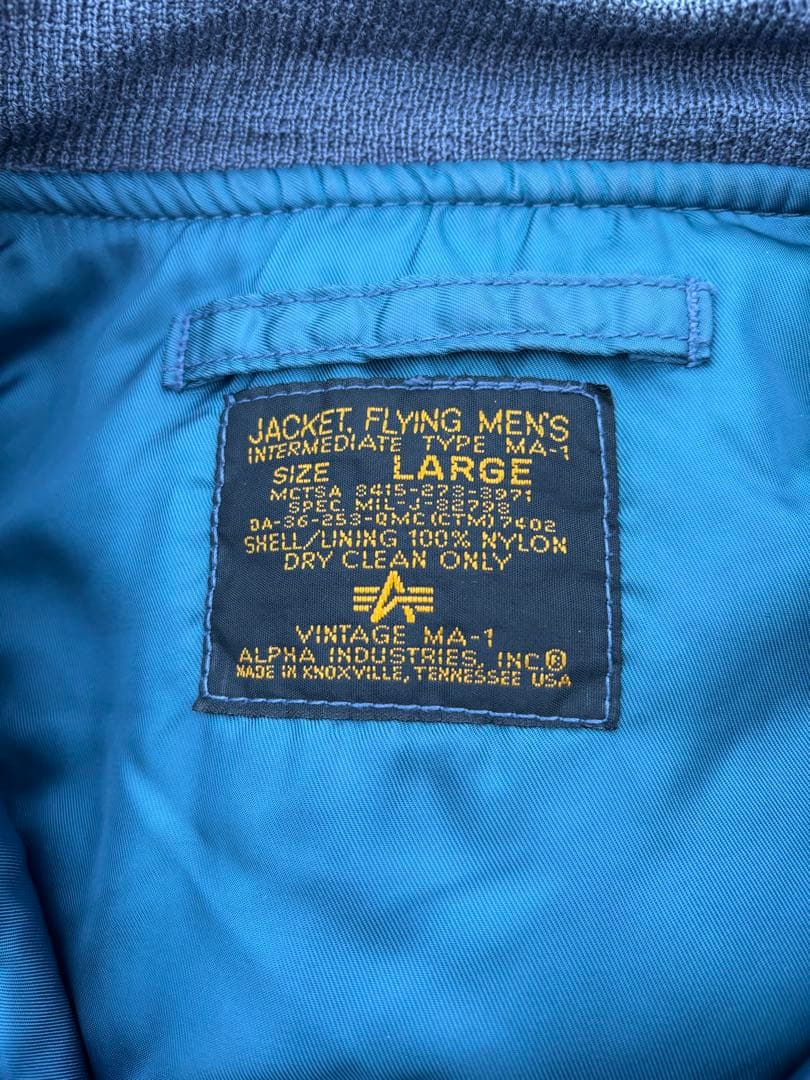 JACKET, FLYING MEN'S
INTERMEDIATE TYPE MA-1
SIZE LARGE
MCTSA 8415-273-3971
SPEC MIL-J-22793
DA-36-253-QMC(CTM)7402
SHELL/LINING 100% NYLON
DRY CLEAN ONLY
VINTAGE MA-1
ALPHA INDUSTRIES, INC.®
MADE IN KNOXVILLE, TENNESSEE USA